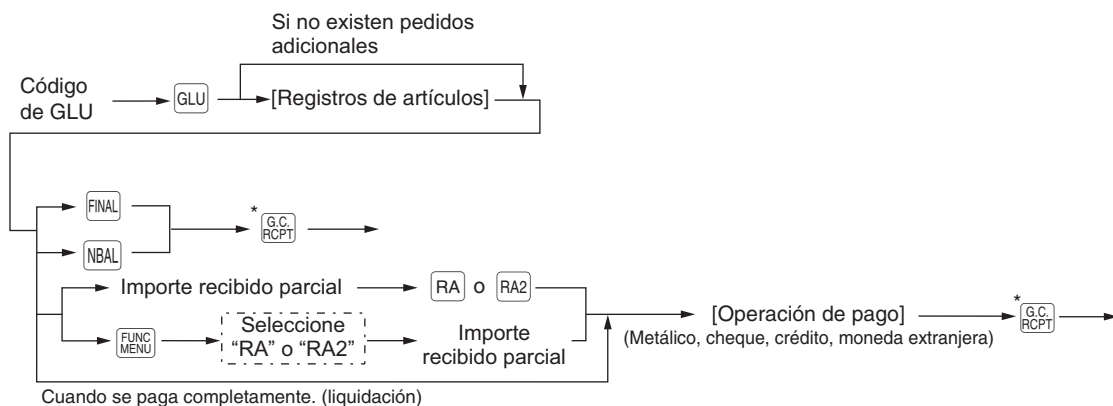 Si no existen pedidos
adicionales
Código
de GLU
GLU
[Registros de artículos]
FINAL
NBAL
*
G.C.
RCPT
Importe recibido parcial
RA o RA2
FUNC
MENU
Seleccione
“RA” o “RA2”
Importe
recibido parcial
[Operación de pago]
(Metálico, cheque, crédito, moneda extranjera)
*
G.C.
RCPT
Cuando se paga completamente. (liquidación)